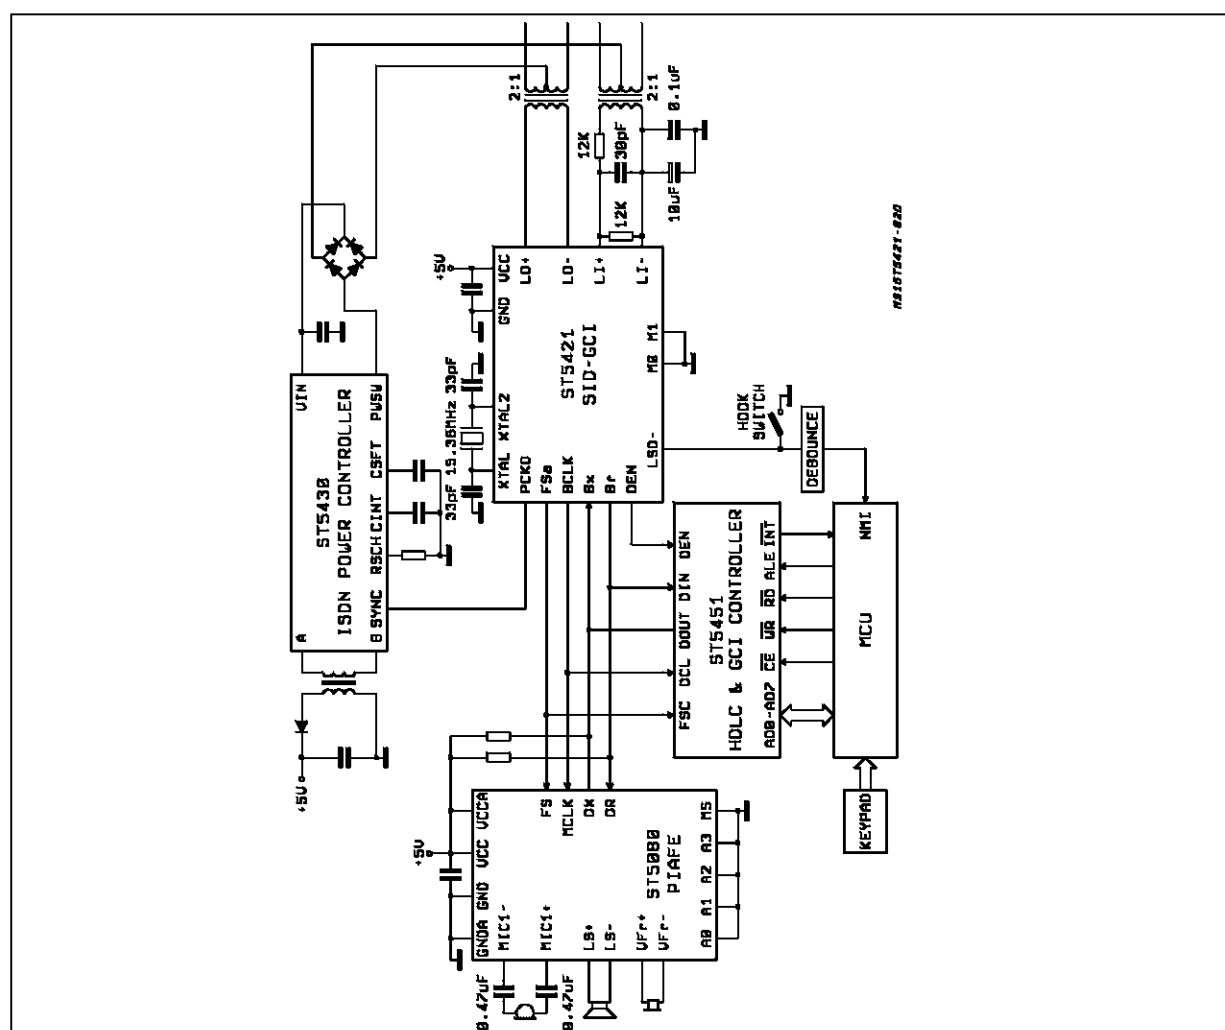 2:1
2:1
0.1uF
12K
30pF
12K
10uF
+5V
VCC
GND
LO+
LO-
LI+
LI-
ST5421
SID-GCI
M0
M1
XTAL2
XTAL
33pF
15.36MHz
33pF
PCKO
FSa
BCLK
Bx
Br
DEN
LSD-
VIN
PWSW
ST5430
ISDN POWER CONTROLLER
CSFT
CINT
RSCH
SYNC
A
B
+5V
HOOK
SWITCH
DEBOUNCE
NMI
MCU
KEYPAD
DEN
DIN
DOUT
DCL
FSC
ST5451
HDLC & GCI CONTROLLER
INT
ALE
RD
WR
CE
AD0-AD7
+5V
VCCA
VCC
GND
GNDA
FS
MCLK
DX
DR
ST5080
PIAFE
MS
A3
A2
A1
A0
MIC1-
MIC1+
LS+
LS-
VFr+
VFr-
0.47uF
0.47uF